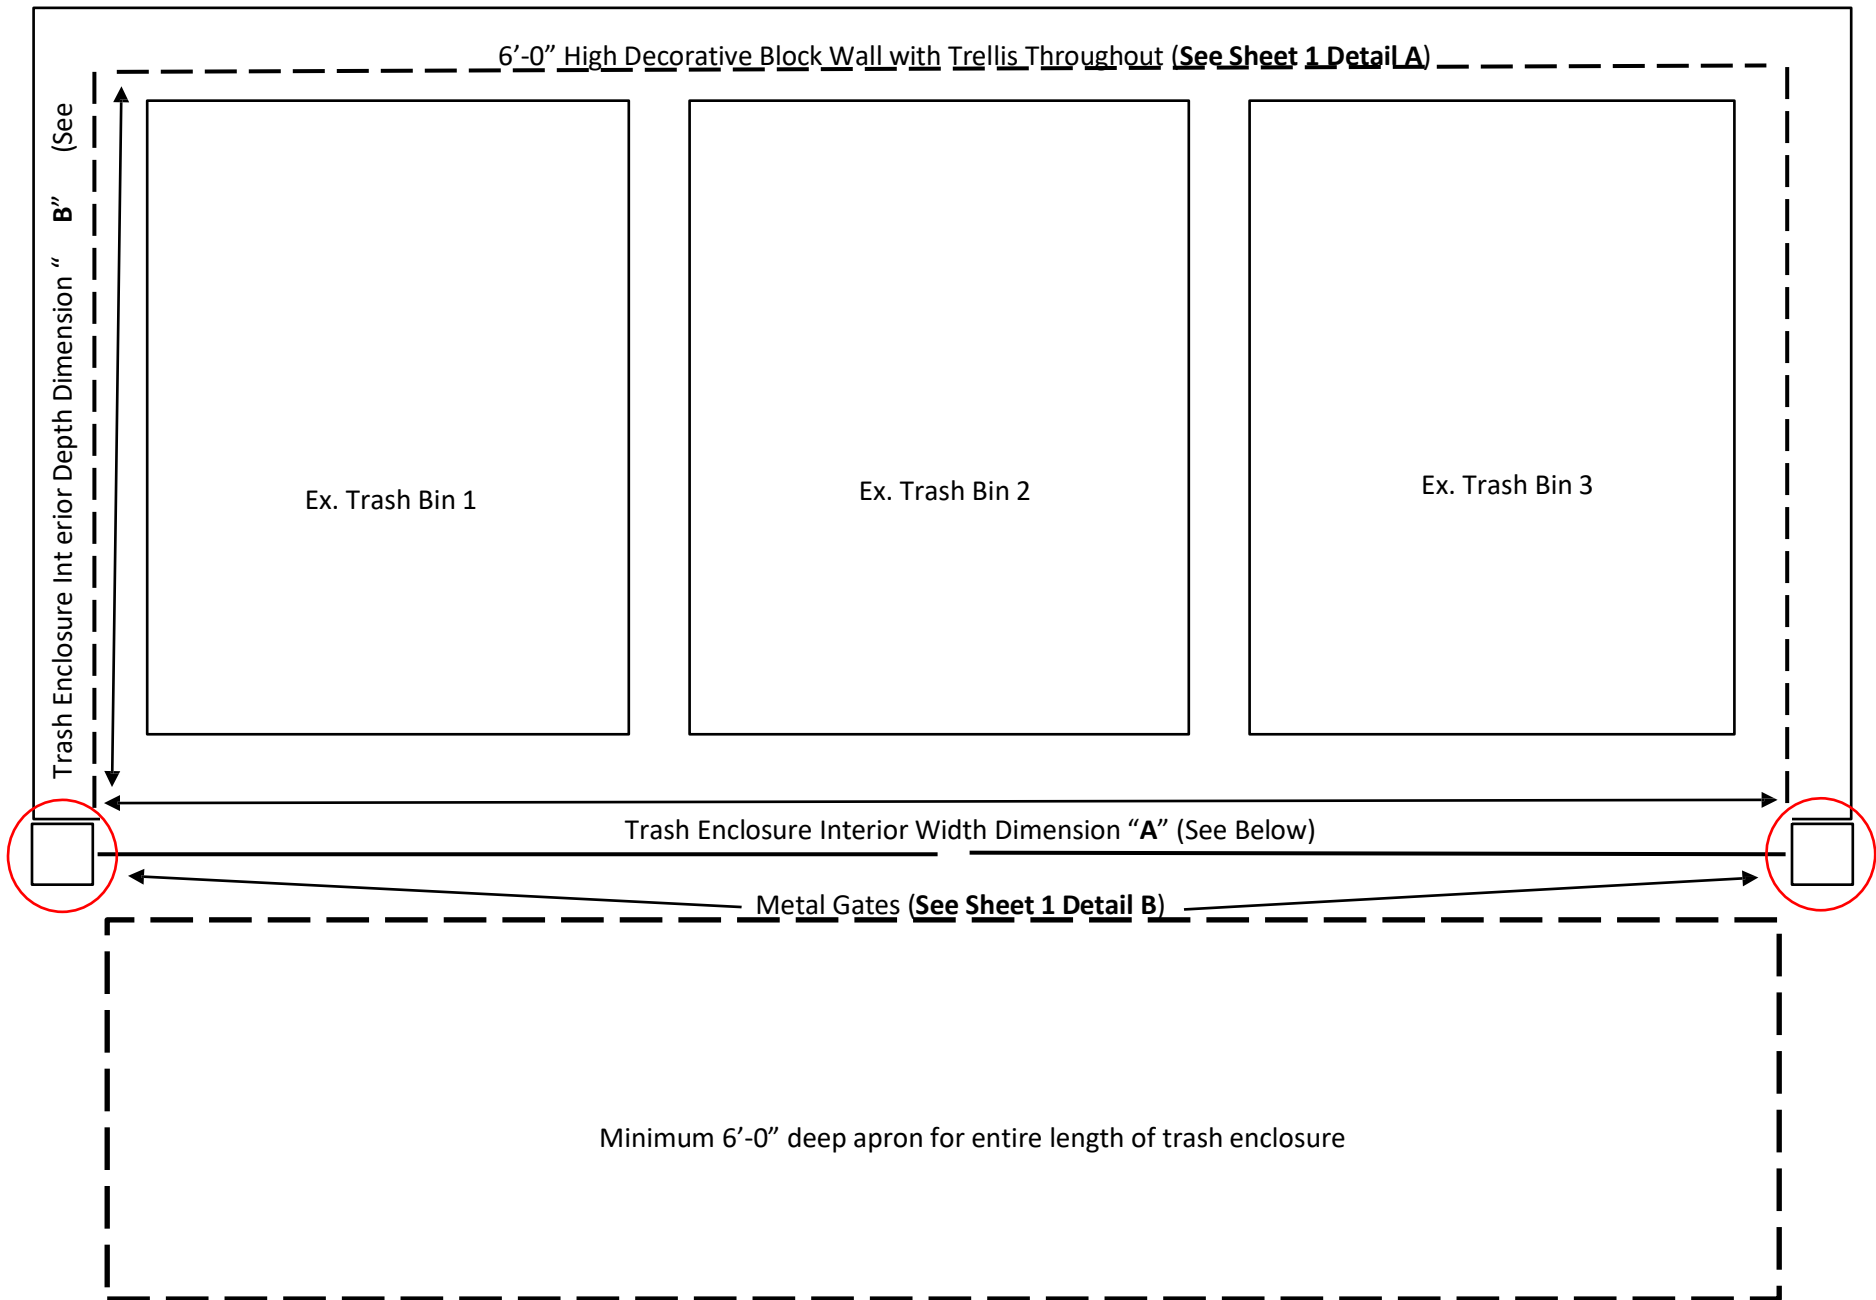 6’-0” High Decorative Block Wall with Trellis Throughout (See Sheet 1 Detail A)
Trash Enclosure Int erior Depth Dimension “ B” (See
Ex. Trash Bin 1
Ex. Trash Bin 2
Ex. Trash Bin 3
Trash Enclosure Interior Width Dimension “A” (See Below)
Metal Gates (See Sheet 1 Detail B)
Minimum 6’-0” deep apron for entire length of trash enclosure